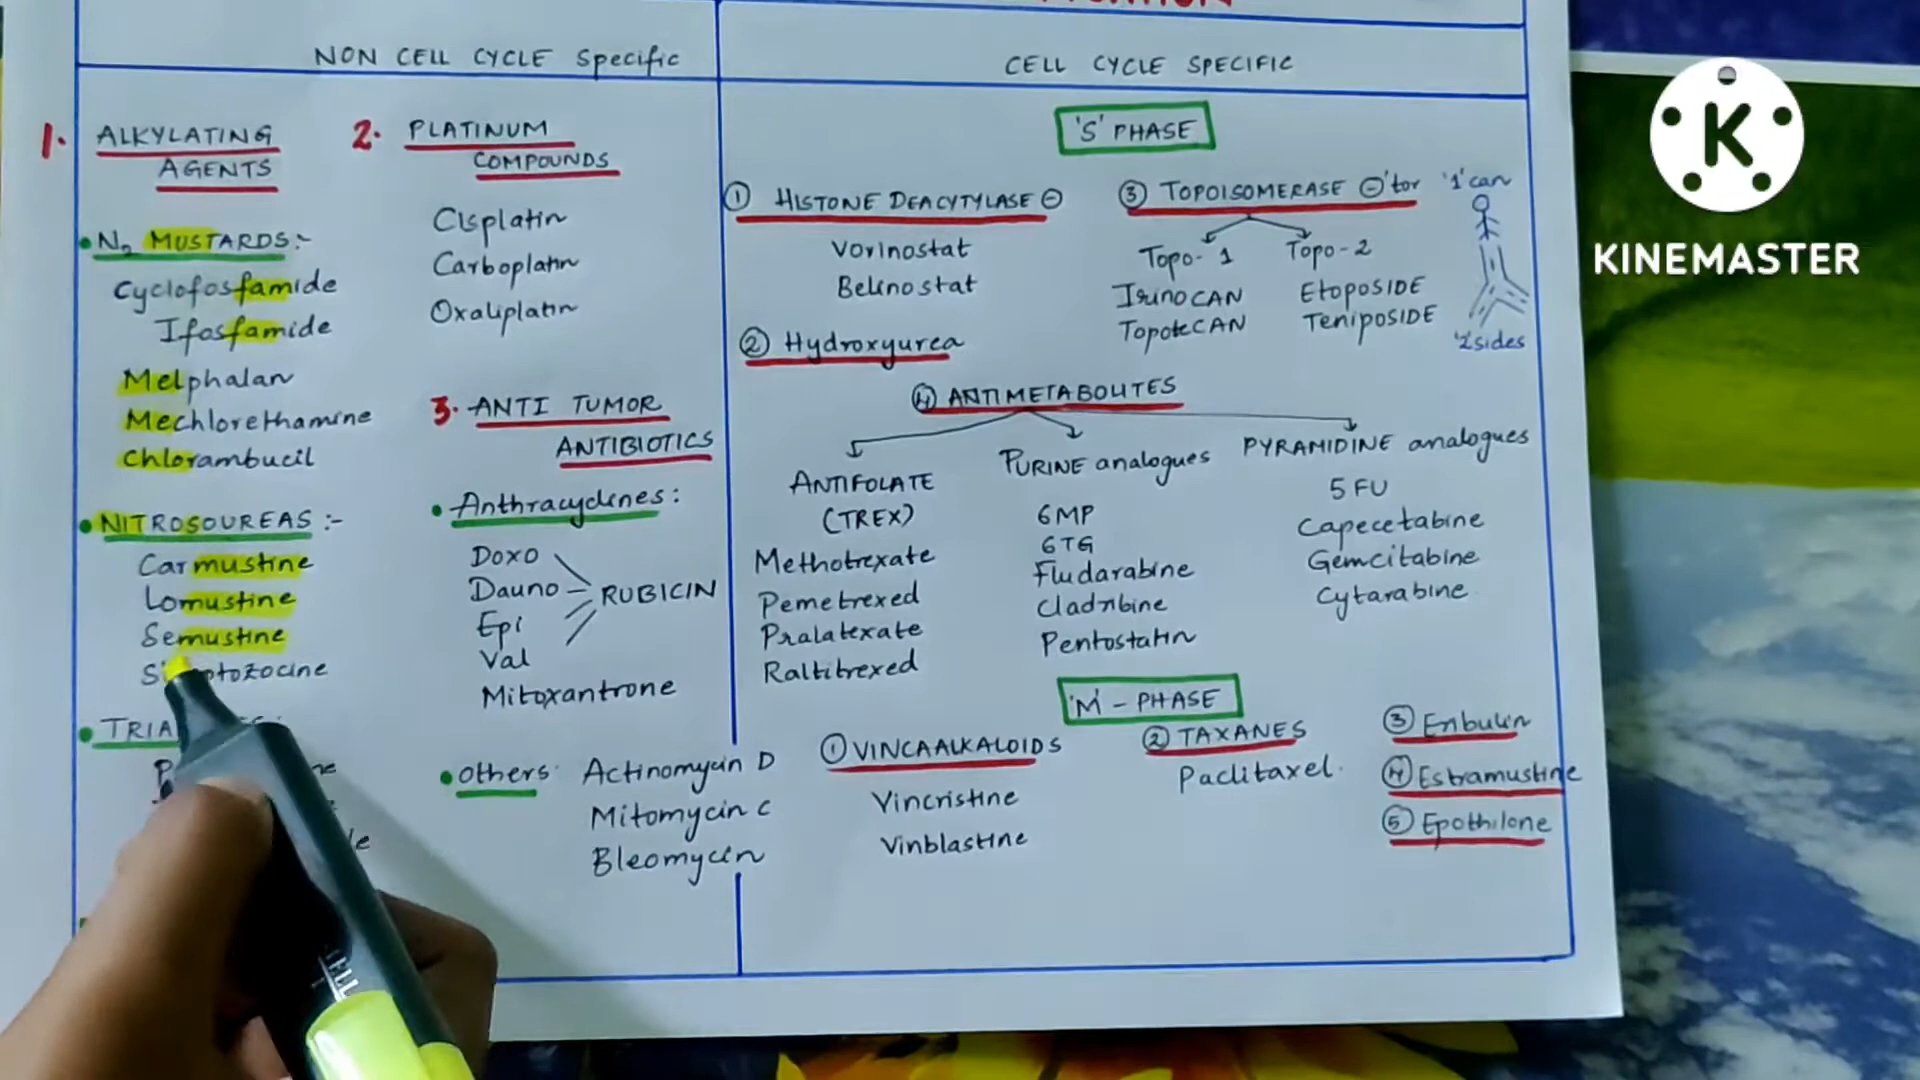 NON CELL CYCLE Specific
CELL CYCLE SPECIFIC
1. ALKYLATING
AGENTS
• N2 MUSTARDS:-
Cyclofosfamide
Ifosfamide
Melphalan
Mechlorethamine
Chlorambucil
• NITROSOUREAS :-
Carmustine
Lomustine
Semustine
2. PLATINUM
COMPOUNDS
Cisplatin
Carboplatin
Oxaliplatin
3. ANTI TUMOR
ANTIBIOTICS
• Anthracyclines:
Doxo
Dauno
Epi
Val
RUBICIN
Mitoxantrone
• Others: Actinomycin D
Mitomycin C
Bleomycin
'S' PHASE
① HISTONE DEACYTYLASE ⊖
Vorinostat
Belinostat
② Hydroxyurea
③ TOPOISOMERASE ⊖'tor
Topo-1
IrinoCAN
TopoteCAN
Topo-2
EtopoSIDE
TenipoSIDE
'1' can
'2' sides
④ ANTIMETABOLITES
ANTIFOLATE
(TREX)
Methotrexate
Pemetrexed
Pralatexate
Raltitrexed
PURINE analogues
6MP
6TG
Fludarabine
Cladribine
Pentostatin
PYRAMIDINE analogues
5 FU
Capecetabine
Gemcitabine
Cytarabine
'M' - PHASE
① VINCAALKALOIDS
Vincristine
Vinblastine
② TAXANES
Paclitaxel.
③ Eribulin
④ Estramustine
⑤ Epothilone
K
KINEMASTER